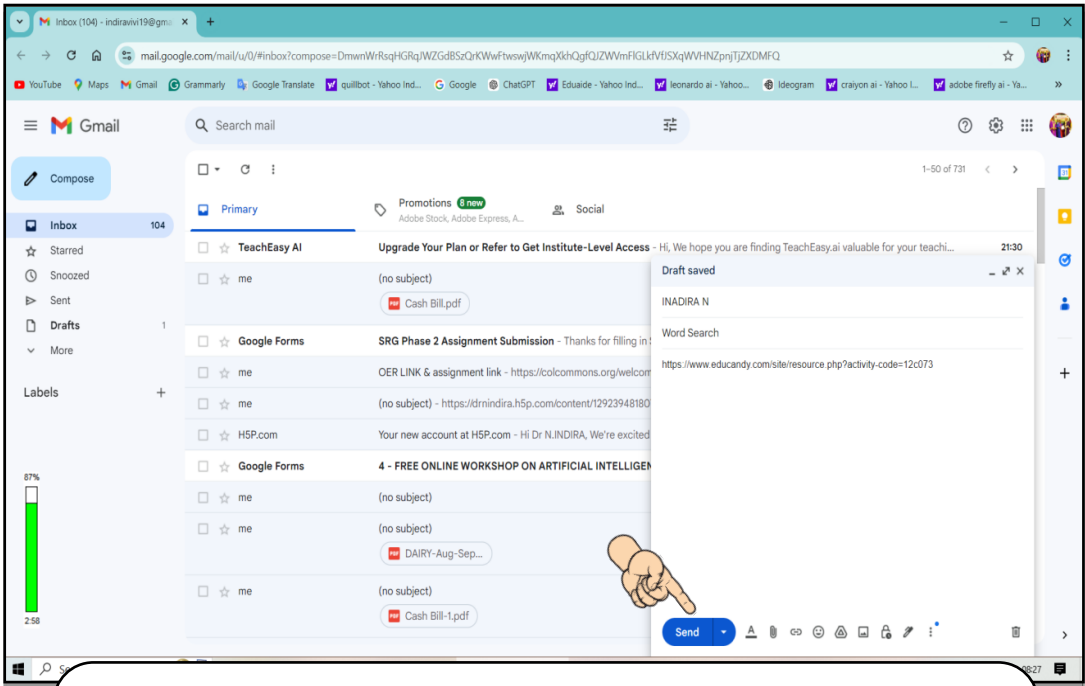 Inbox (104) - indiravivi19@gma
mail.google.com/mail/u/0/#inbox?compose=DmwnWrRsqHGRqJWZGdBSzQrKWwFtwswjWKmqXkhQgfQJZWVmFlGLkfVfJSXqWVHNZpnjTjZXDMFQ
YouTube Maps Gmail Grammarly Google Translate quillbot - Yahoo Ind... Google ChatGPT Eduaide - Yahoo Ind... leonardo ai - Yahoo... Ideogram craiyon ai - Yahoo I... adobe firefly ai - Ya... »
Gmail
Search mail
Compose
1–50 of 731
Primary
Promotions 8 new
Adobe Stock, Adobe Express, A...
Social
Inbox 104
Starred
Snoozed
Sent
Drafts 1
More
Labels
87%
2:58
TeachEasy AI Upgrade Your Plan or Refer to Get Institute-Level Access - Hi, We hope you are finding TeachEasy.ai valuable for your teachi... 21:30
me (no subject)
PDF Cash Bill.pdf
Google Forms SRG Phase 2 Assignment Submission - Thanks for filling in
me OER LINK & assignment link - https://colcommons.org/welcom
me (no subject) - https://drnindira.h5p.com/content/12923948180
H5P.com Your new account at H5P.com - Hi Dr N.INDIRA, We're excited
Google Forms 4 - FREE ONLINE WORKSHOP ON ARTIFICIAL INTELLIGEN
me (no subject)
me (no subject)
PDF DAIRY-Aug-Sep...
me (no subject)
PDF Cash Bill-1.pdf
Draft saved
INADIRA N
Word Search
https://www.educandy.com/site/resource.php?activity-code=12c073
Send
08:27